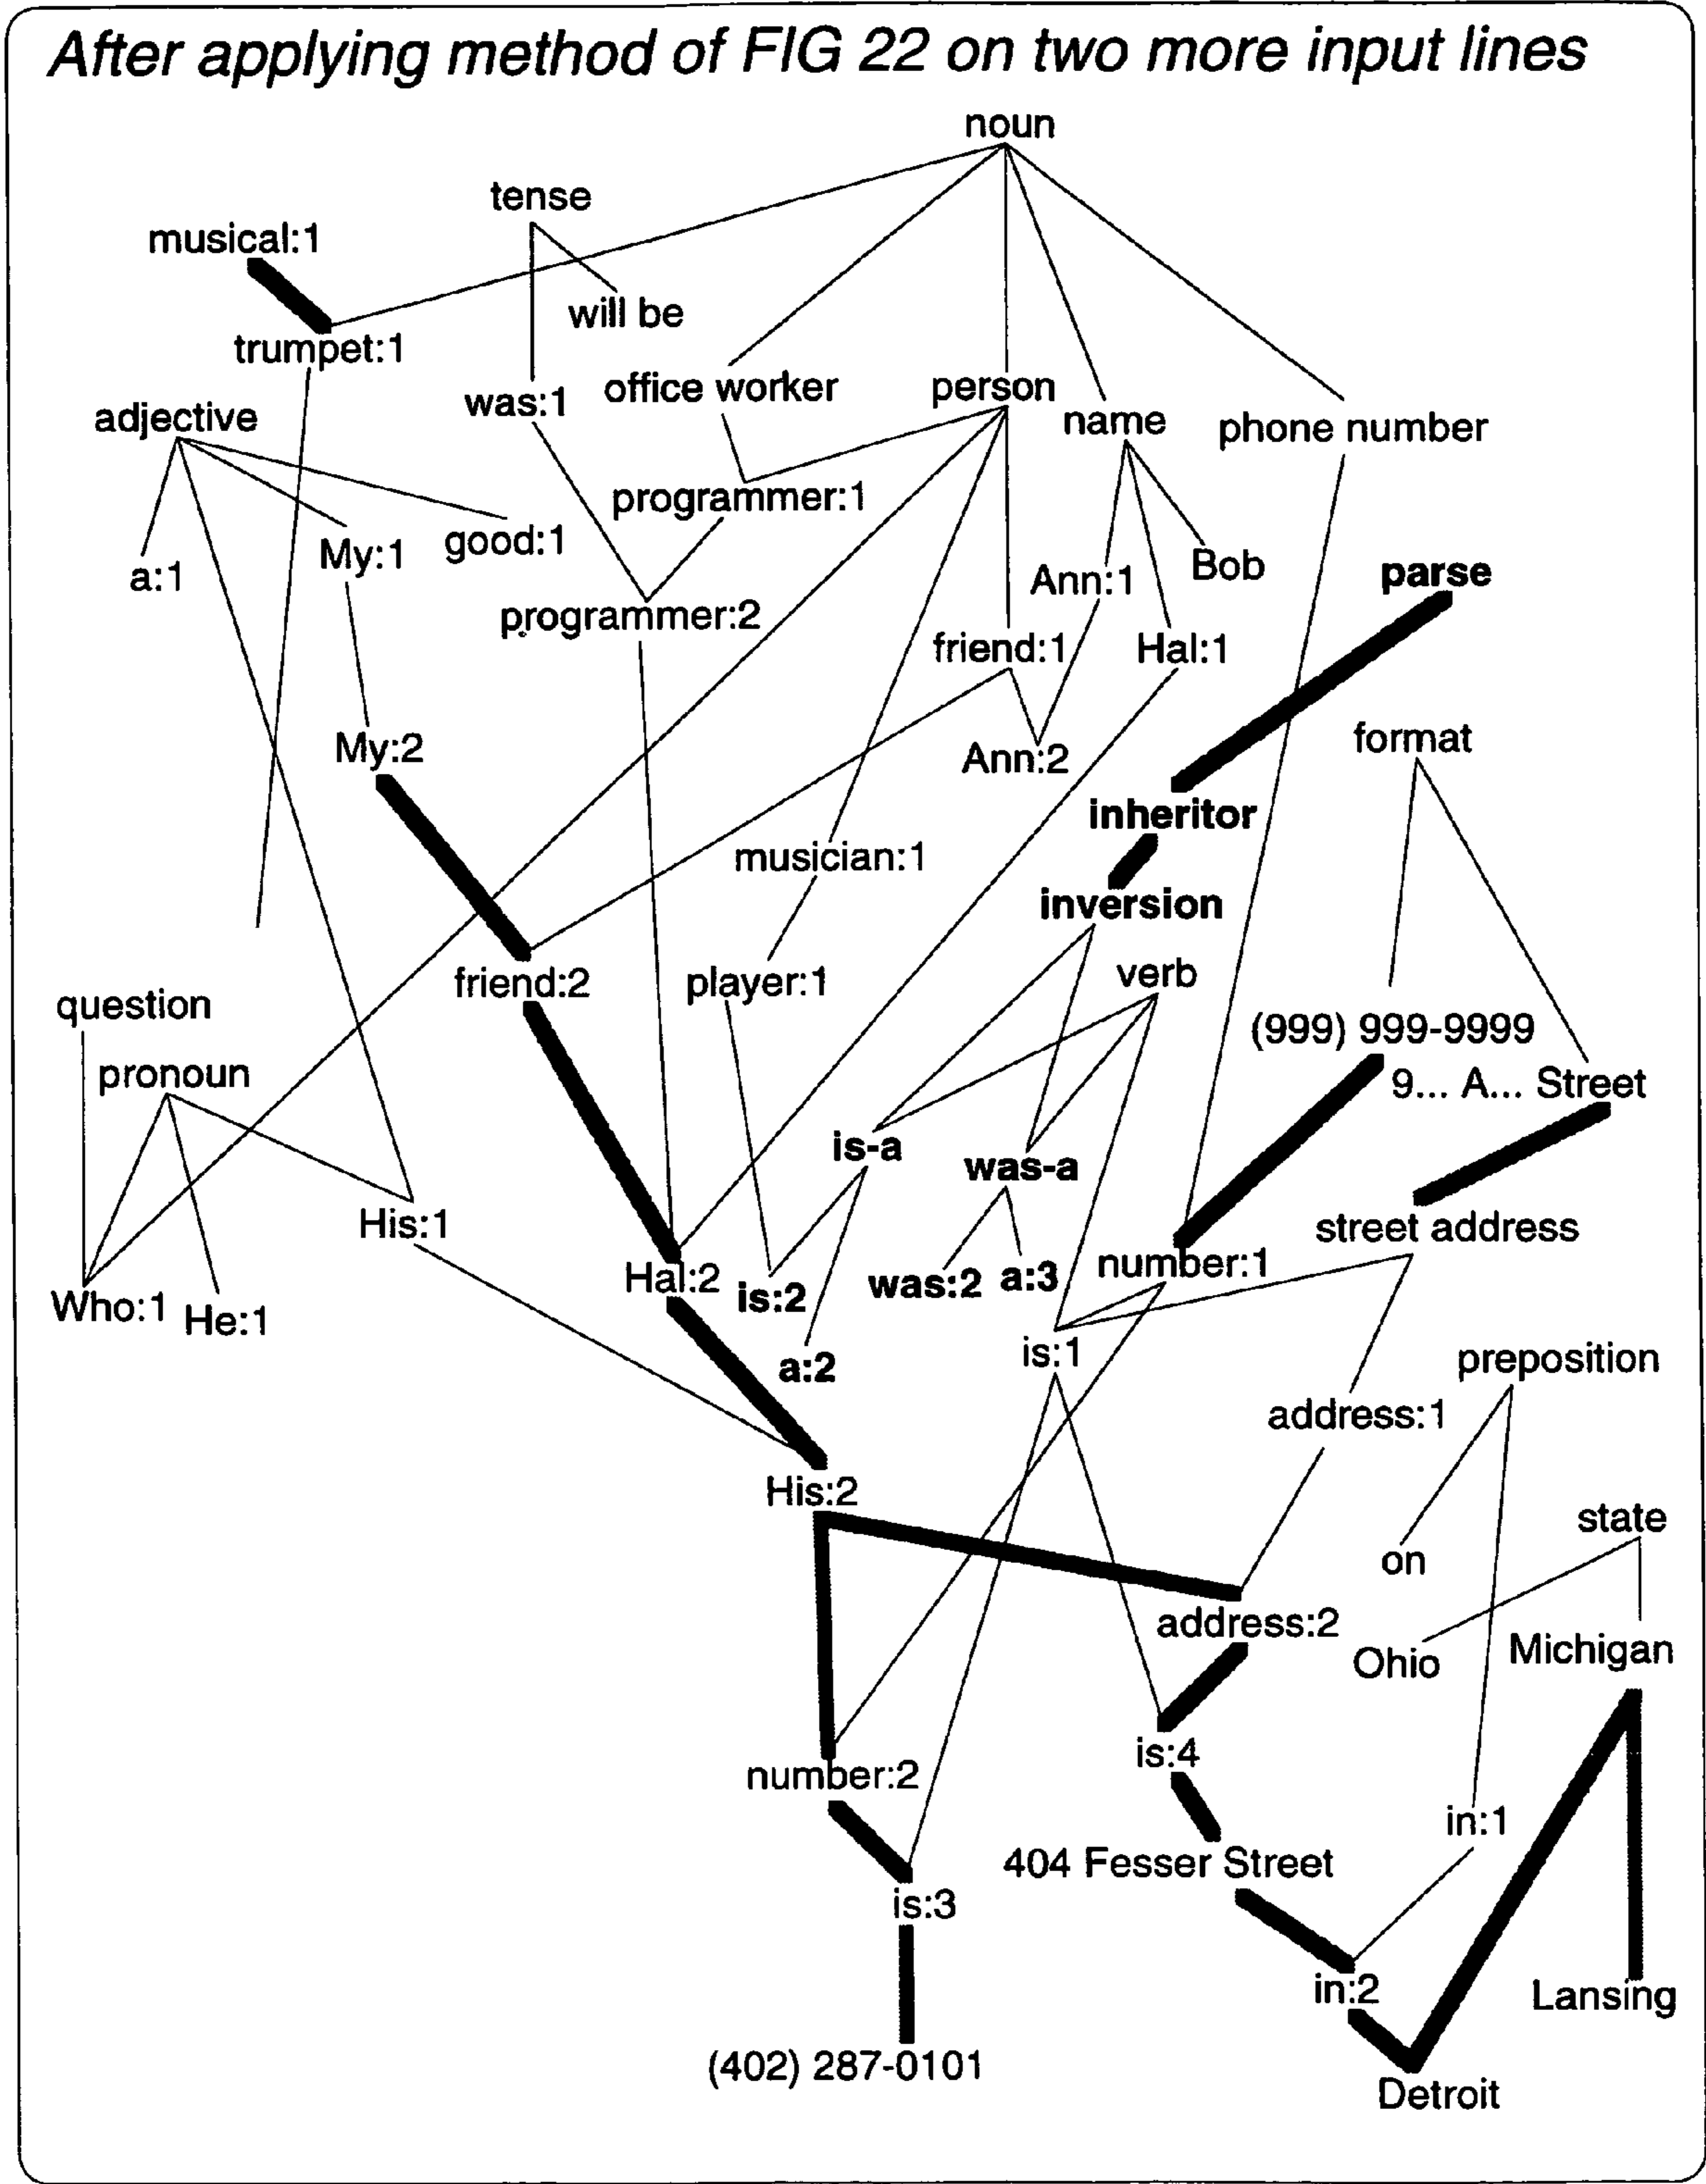 After applying method of FIG 22 on two more input lines
noun
tense
musical:1
will be
trumpet:1
office worker
person
was:1
adjective
name
phone number
programmer:1
good:1
My:1
a:1
Ann:1
Bob
parse
programmer:2
friend:1
Hal:1
My:2
Ann:2
format
inheritor
musician:1
inversion
verb
friend:2
player:1
question
(999) 999-9999
pronoun
9... A... Street
is-a
was-a
His:1
street address
Who:1
He:1
Hal:2
is:2
was:2
a:3
number:1
a:2
is:1
preposition
address:1
His:2
state
on
address:2
Ohio
Michigan
is:4
number:2
in:1
404 Fesser Street
is:3
in:2
Lansing
(402) 287-0101
Detroit